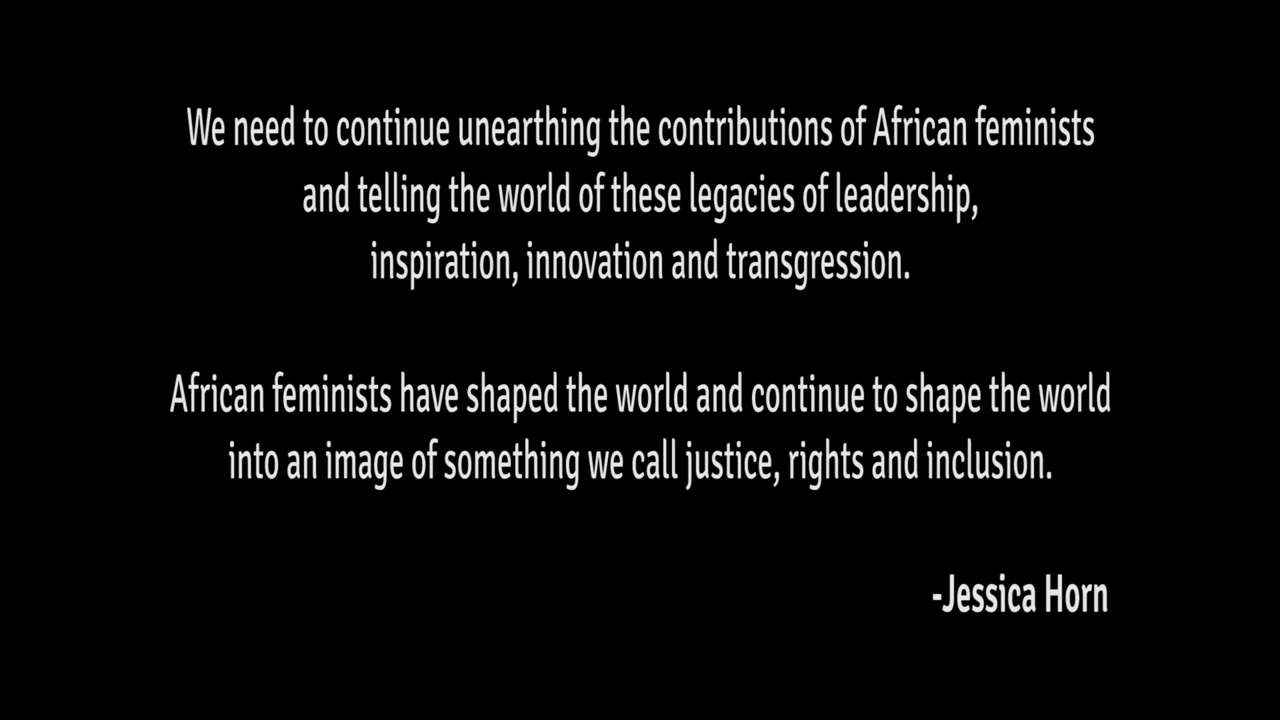 We need to continue unearthing the contributions of African feminists
and telling the world of these legacies of leadership,
inspiration, innovation and transgression.
African feminists have shaped the world and continue to shape the world
into an image of something we call justice, rights and inclusion.
-Jessica Horn